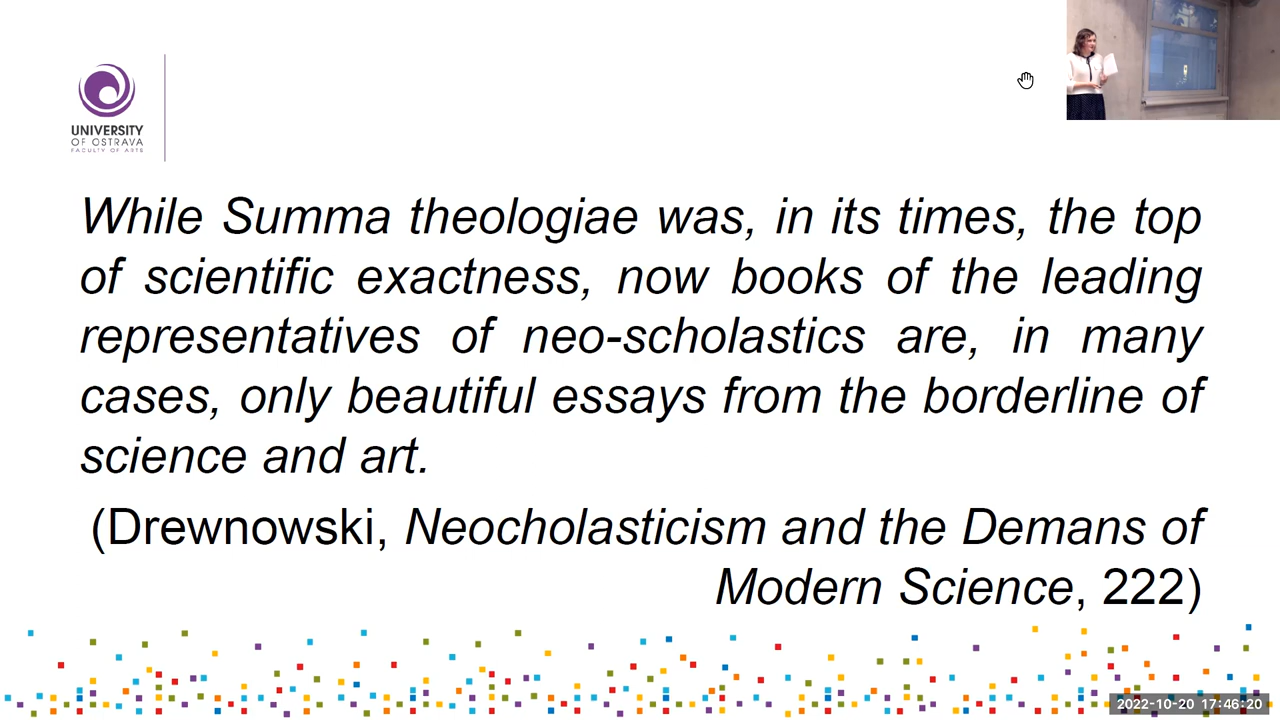 UNIVERSITY
OF OSTRAVA
FACULTY OF ARTS
While Summa theologiae was, in its times, the top
of scientific exactness, now books of the leading
representatives of neo-scholastics are, in many
cases, only beautiful essays from the borderline of
science and art.
(Drewnowski, Neocholasticism and the Demans of
Modern Science, 222)
2022-10-20 17:46:20